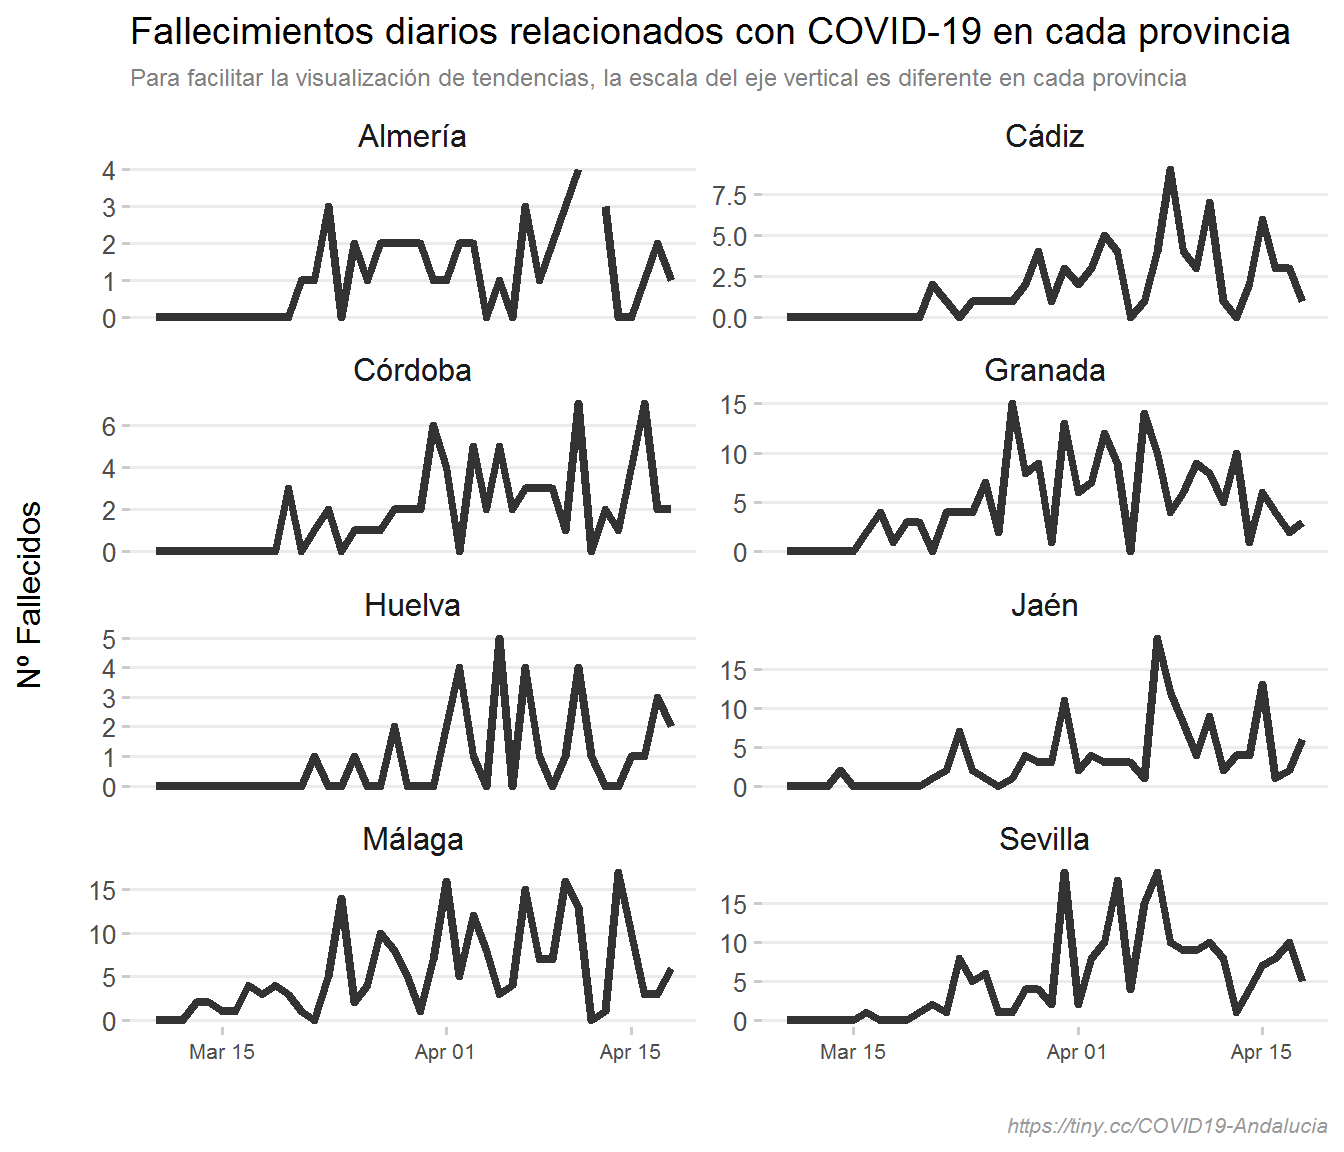 Fallecimientos diarios relacionados con COVID-19 en cada provincia
Para facilitar la visualización de tendencias, la escala del eje vertical es diferente en cada provincia
Nº Fallecidos
Almería
4
3
2
1
0
Cádiz
7.5
5.0
2.5
0.0
Córdoba
6
4
2
0
Granada
15
10
5
0
Huelva
5
4
3
2
1
0
Jaén
15
10
5
0
Málaga
15
10
5
0
Mar 15 Apr 01 Apr 15
Sevilla
15
10
5
0
Mar 15 Apr 01 Apr 15
https://tiny.cc/COVID19-Andalucia